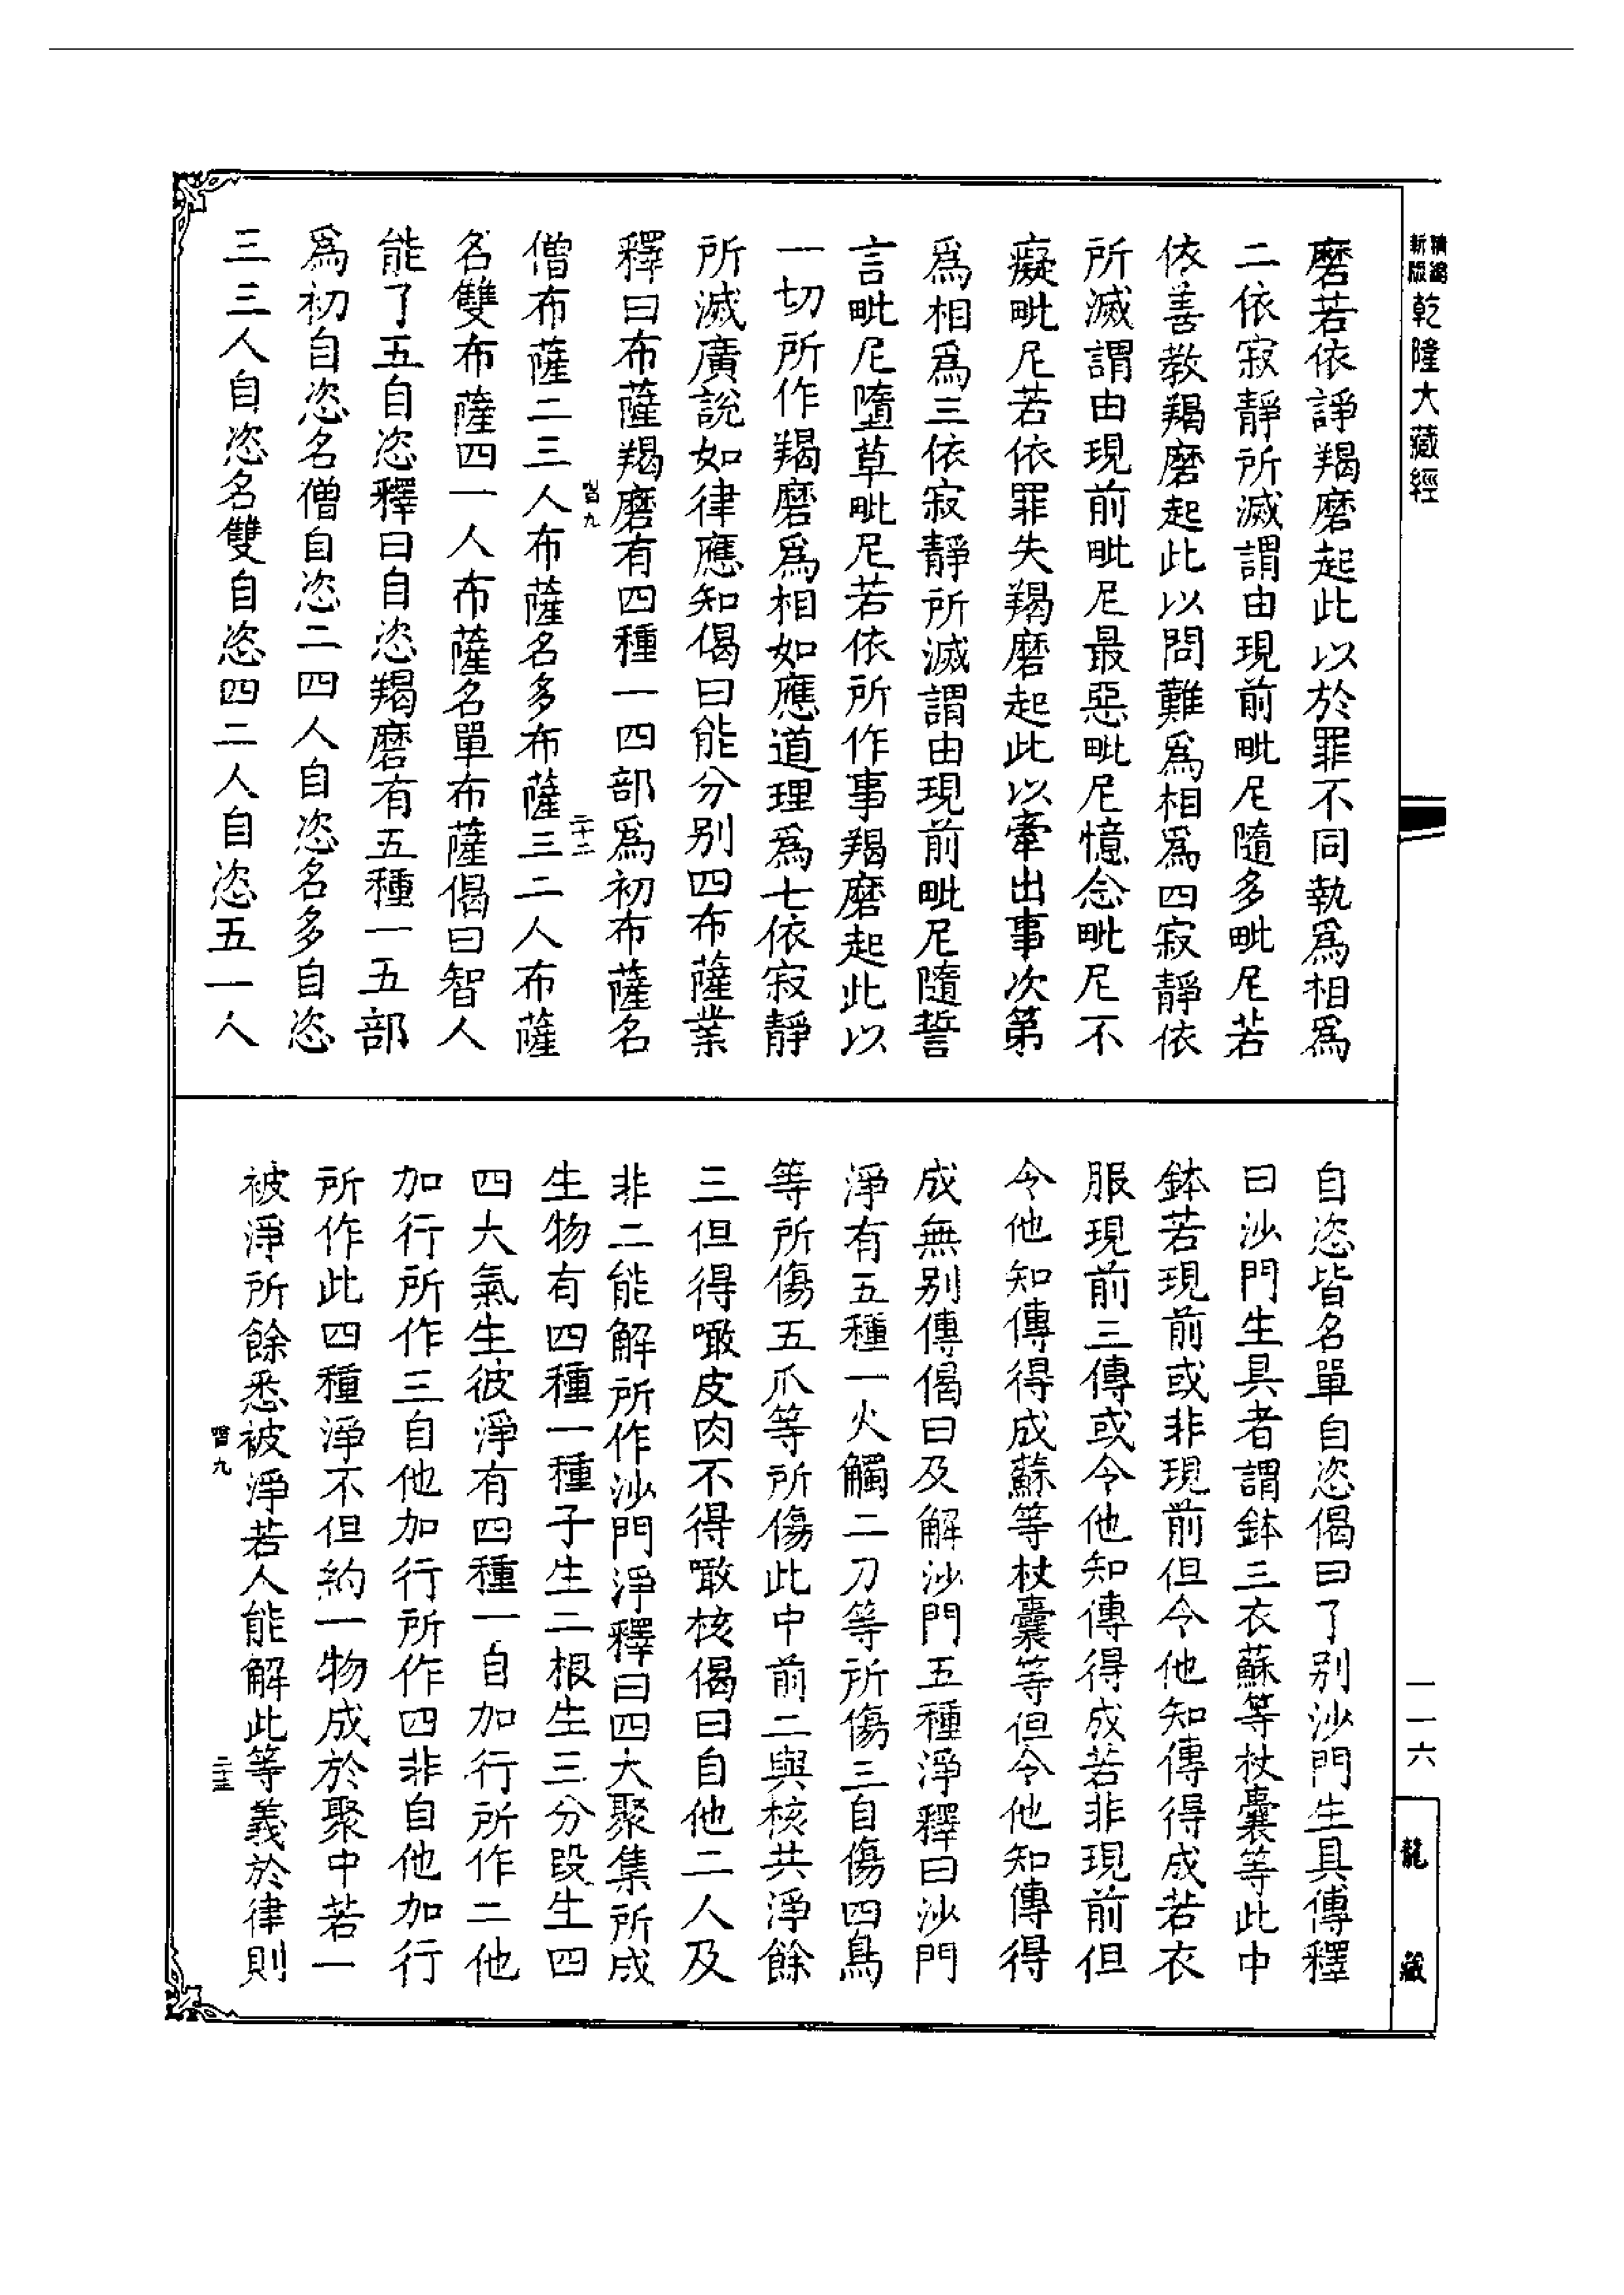 精編
新版
乾隆大藏經
磨若依諍羯磨起此以於罪不同執爲相爲
二依寂靜所滅謂由現前毗尼隨多毗尼若
依善教羯磨起此以問難爲相爲四寂靜依
所滅謂由現前毗尼最惡毗尼憶念毗尼不
癡毗尼若依罪失羯磨起此以牽出事次第
爲相爲三依寂靜所滅謂由現前毗尼隨誓
言毗尼墮草毗尼若依所作事羯磨起此以
一切所作羯磨爲相如應道理爲七依寂靜
所滅廣說如律應知偈曰能分别四布薩業
釋曰布薩羯磨有四種一四部爲初布薩名
僧布薩二三人布薩名多布薩三二人布薩
名雙布薩四一人布薩名單布薩偈曰智人
能了五自恣釋曰自恣羯磨有五種一五部
爲初自恣名僧自恣二四人自恣名多自恣
三三人自恣名雙自恣四二人自恣五一人
九
二十二
自恣皆名單自恣偈曰了别沙門生具傳釋
曰沙門生具者謂鉢三衣蘇等杖囊等此中
鉢若現前或非現前但令他知傳得成若衣
服現前三傳或令他知傳得成若非現前但
令他知傳得成蘇等杖囊等但令他知傳得
成無别傳偈曰及解沙門五種淨釋曰沙門
淨有五種一火觸二刀等所傷三自傷四鳥
等所傷五爪等所傷此中前二與核共淨餘
三但得噉皮肉不得噉核偈曰自他二人及
非二能解所作沙門淨釋曰四大聚集所成
生物有四種一種子生二根生三分段生四
四大氣生彼淨有四種一自加行所作二他
加行所作三自他加行所作四非自他加行
所作此四種淨不但約一物成於聚中若一
被淨所餘悉被淨若人能解此等義於律則
九
二十三
一一六
龍藏